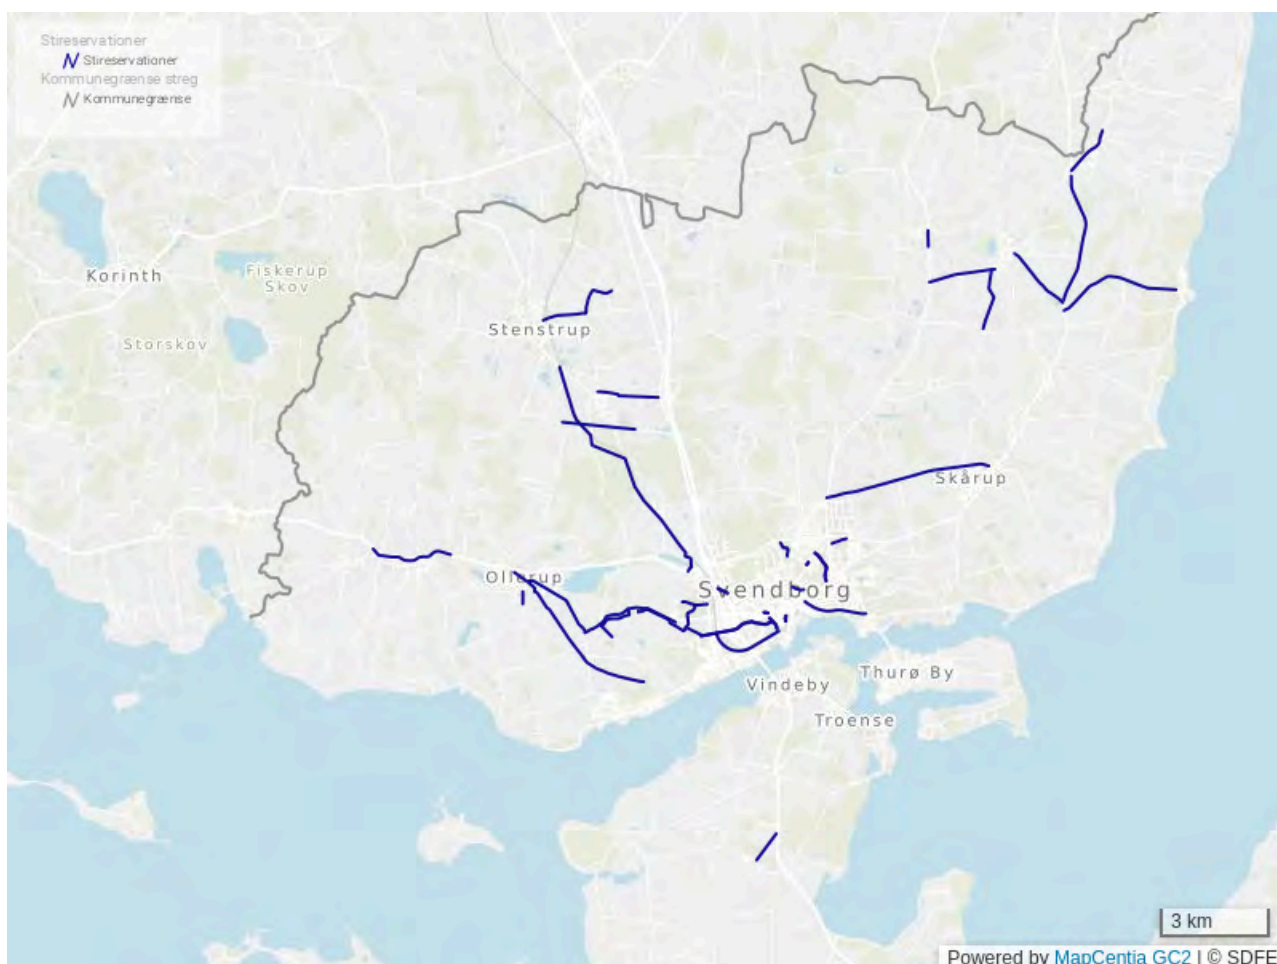 Stireservationer
Stireservationer
Kommunegrænse streg
Kommunegrænse
Korinth
Fiskerup
Skov
Storskov
Stenstrup
Skårup
Ollerup
Svendborg
Thurø By
Vindeby
Troense
3 km
Powered by MapCentia GC2 | © SDFE